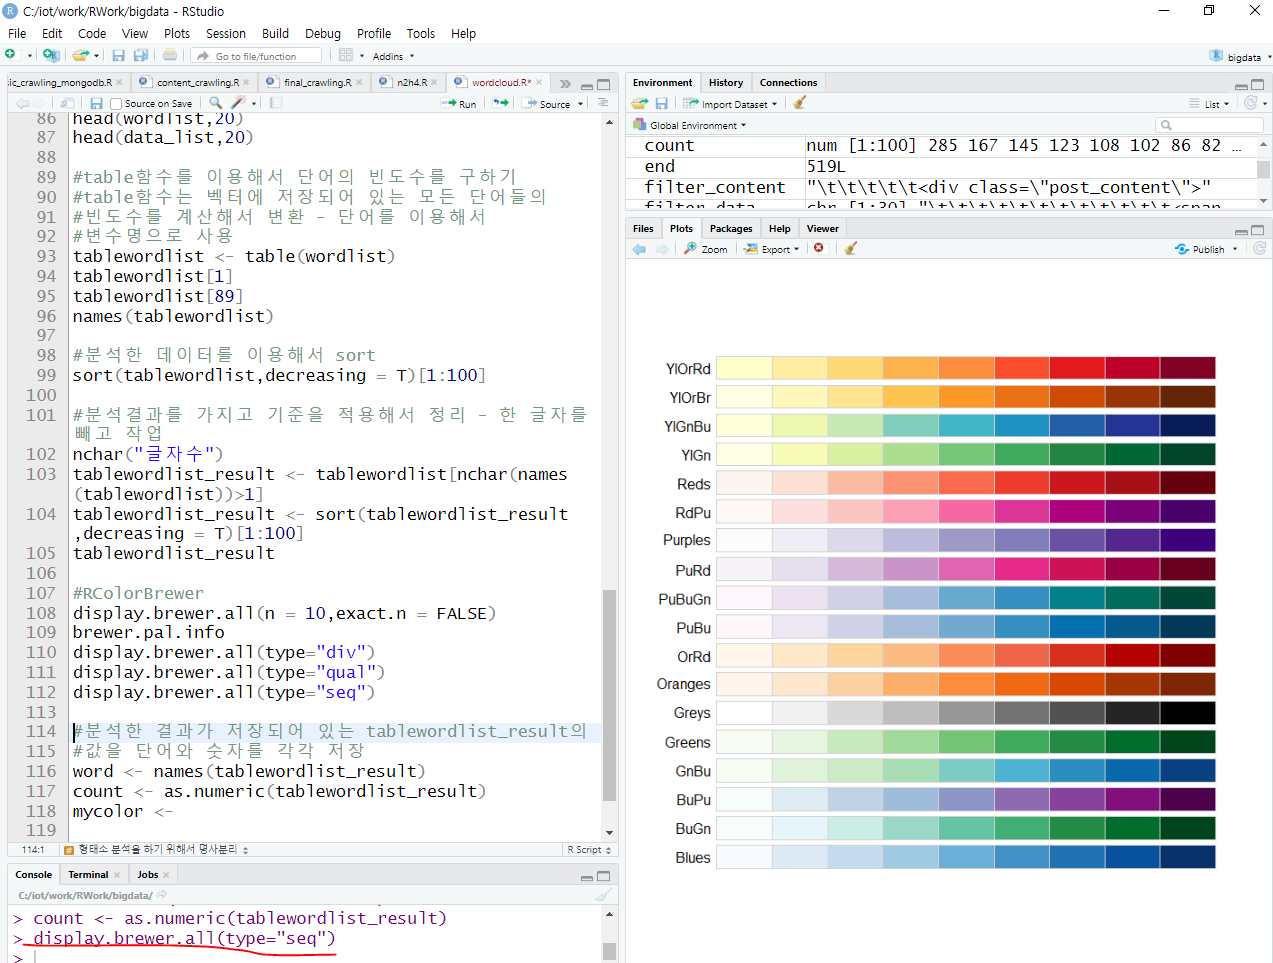 C:/iot/work/RWork/bigdata - RStudio
File Edit Code View Plots Session Build Debug Profile Tools Help
Go to file/function Addins bigdata
sic_crawling_mongodb.R content_crawling.R final_crawling.R n2h4.R wordcloud.R*
Source on Save Run Source
86 head(wordlist,20)
87 head(data_list,20)
88
89 #table함수를 이용해서 단어의 빈도수를 구하기
90 #table함수는 벡터에 저장되어 있는 모든 단어들의
91 #빈도수를 계산해서 변환 - 단어를 이용해서
92 #변수명으로 사용
93 tablewordlist <- table(wordlist)
94 tablewordlist[1]
95 tablewordlist[89]
96 names(tablewordlist)
97
98 #분석한 데이터를 이용해서 sort
99 sort(tablewordlist,decreasing = T)[1:100]
100
101 #분석결과를 가지고 기준을 적용해서 정리 - 한 글자를
빼고 작업
102 nchar("글자수")
103 tablewordlist_result <- tablewordlist[nchar(names
(tablewordlist))>1]
104 tablewordlist_result <- sort(tablewordlist_result
,decreasing = T)[1:100]
105 tablewordlist_result
106
107 #RColorBrewer
108 display.brewer.all(n = 10,exact.n = FALSE)
109 brewer.pal.info
110 display.brewer.all(type="div")
111 display.brewer.all(type="qual")
112 display.brewer.all(type="seq")
113
114 #분석한 결과가 저장되어 있는 tablewordlist_result의
115 #값을 단어와 숫자를 각각 저장
116 word <- names(tablewordlist_result)
117 count <- as.numeric(tablewordlist_result)
118 mycolor <-
119
114:1 # 형태소 분석을 하기 위해서 명사분리 R Script
Console Terminal Jobs
C:/iot/work/RWork/bigdata/
> count <- as.numeric(tablewordlist_result)
> display.brewer.all(type="seq")
>
Environment History Connections
Import Dataset List
Global Environment
count num [1:100] 285 167 145 123 108 102 86 82 ...
end 519L
filter_content "\t\t\t\t\t<div class=\"post_content\">"
filter_data chr [1:30] "\t\t\t\t\t\t\t\t\t\t\t<span
Files Plots Packages Help Viewer
Zoom Export Publish
YlOrRd
YlOrBr
YlGnBu
YlGn
Reds
RdPu
Purples
PuRd
PuBuGn
PuBu
OrRd
Oranges
Greys
Greens
GnBu
BuPu
BuGn
Blues